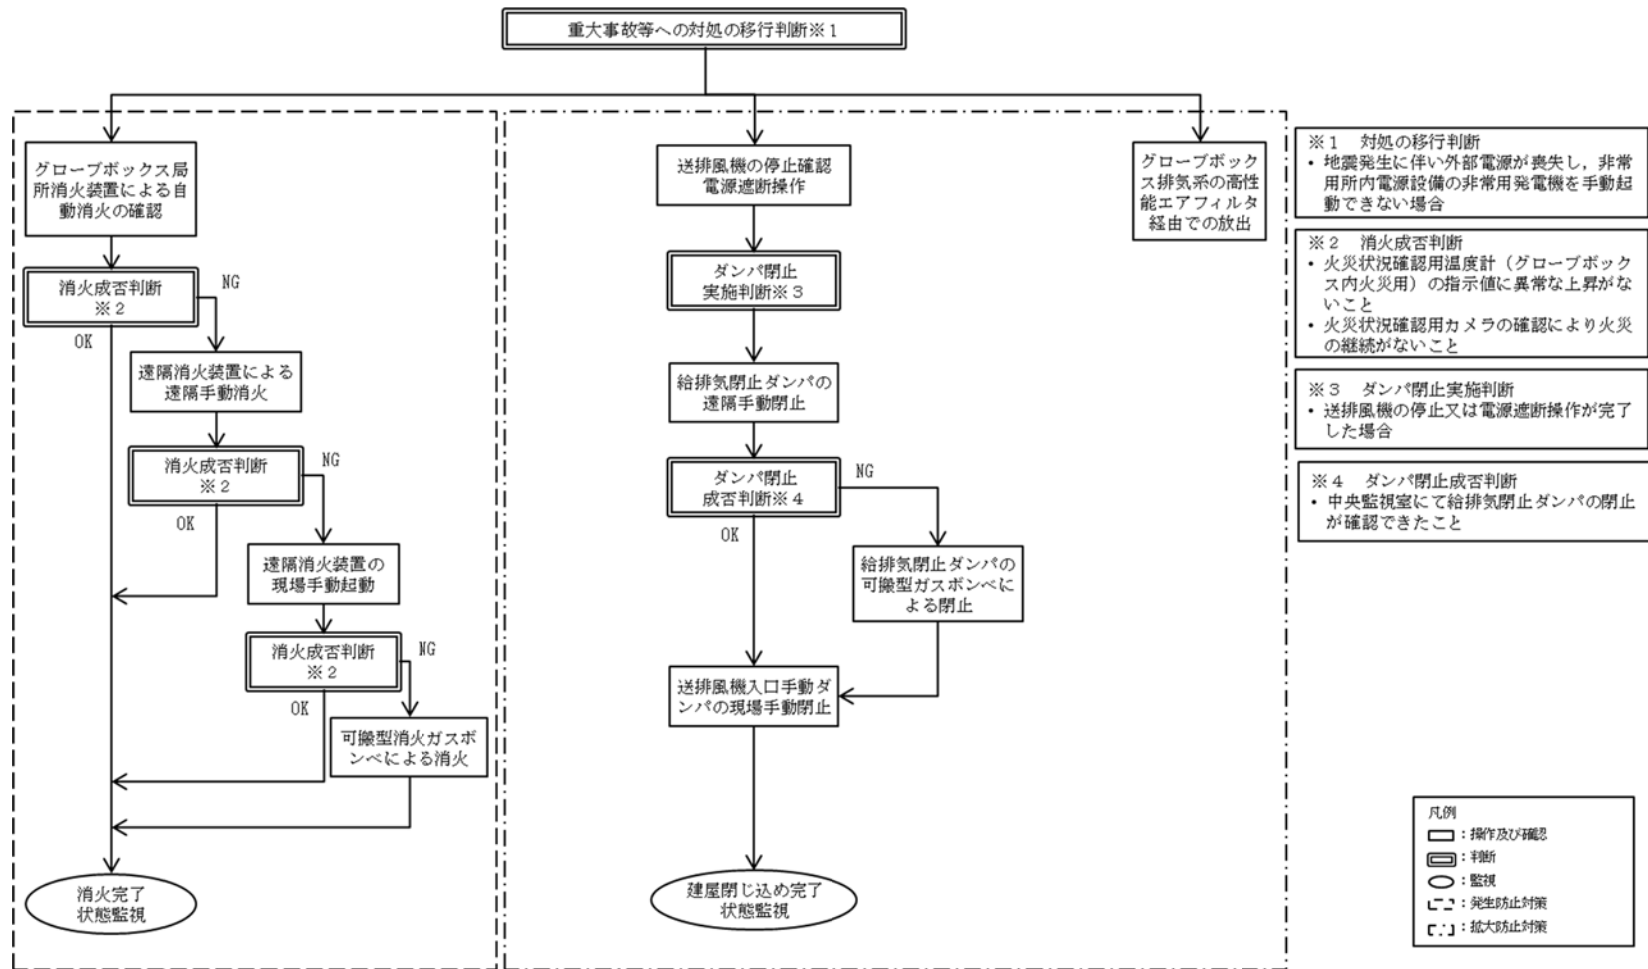 重大事故等への対処の移行判断※１
グローブボックス局
所消火装置による自
動消火の確認
消火成否判断
※２
NG
OK
遠隔消火装置による
遠隔手動消火
消火成否判断
※２
NG
OK
遠隔消火装置の
現場手動起動
消火成否判断
※２
NG
OK
可搬型消火ガスボ
ンベによる消火
消火完了
状態監視
送排風機の停止確認
電源遮断操作
ダンパ閉止
実施判断※３
給排気閉止ダンパの
遠隔手動閉止
ダンパ閉止
成否判断※４
NG
OK
給排気閉止ダンパの
可搬型ガスボンベに
よる閉止
送排風機入口手動ダ
ンパの現場手動閉止
建屋閉じ込め完了
状態監視
グローブボック
ス排気系の高性
能エアフィルタ
経由での放出
※１　対処の移行判断
・地震発生に伴い外部電源が喪失し，非常
用所内電源設備の非常用発電機を手動起
動できない場合
※２　消火成否判断
・火災状況確認用温度計（グローブボック
ス内火災用）の指示値に異常な上昇がな
いこと
・火災状況確認用カメラの確認により火災
の継続がないこと
※３　ダンパ閉止実施判断
・送排風機の停止又は電源遮断操作が完了
した場合
※４　ダンパ閉止成否判断
・中央監視室にて給排気閉止ダンパの閉止
が確認できたこと
凡例
：操作及び確認
：判断
：監視
：発生防止対策
：拡大防止対策